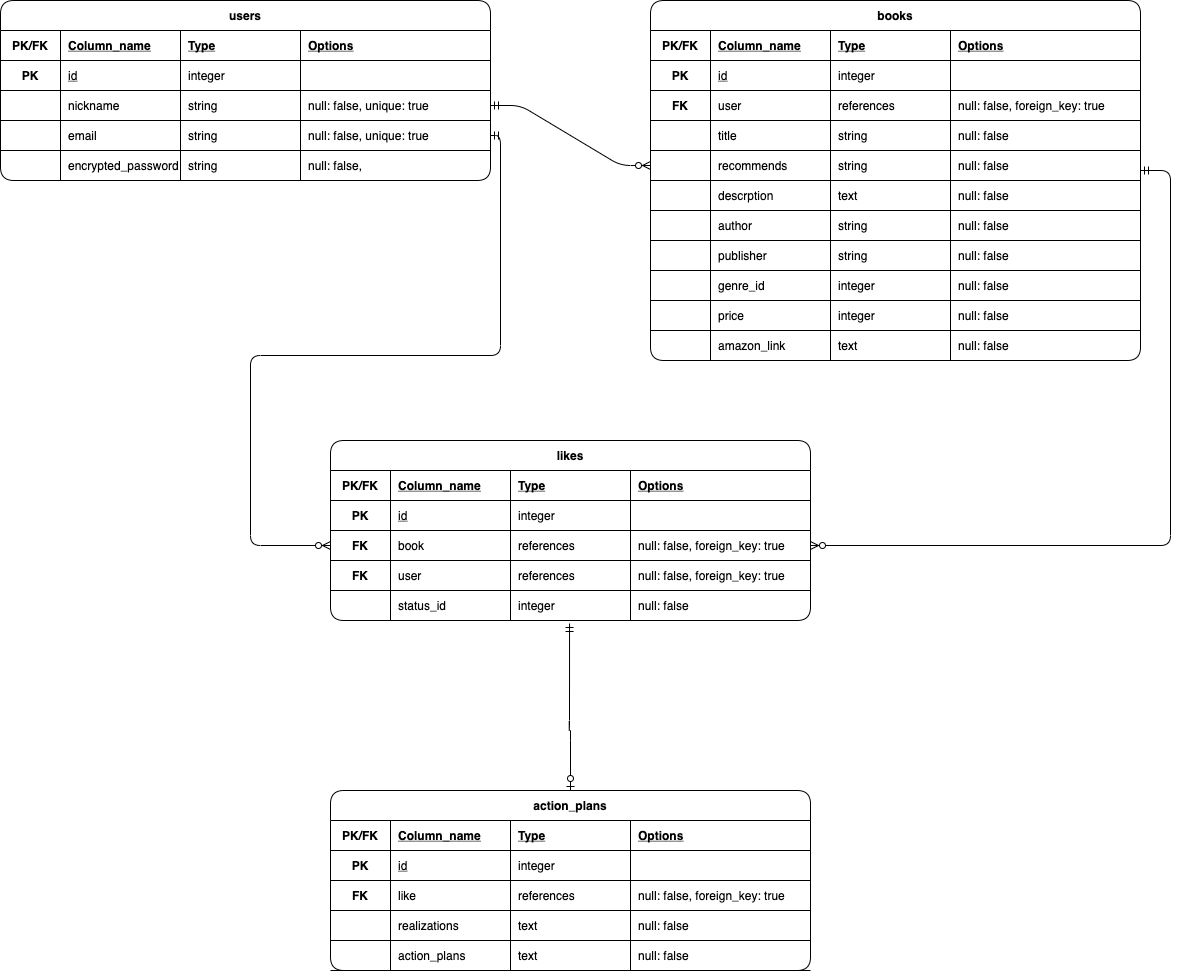 users
PK/FK Column_name Type Options
PK id integer
nickname string null: false, unique: true
email string null: false, unique: true
encrypted_password string null: false,
books
PK/FK Column_name Type Options
PK id integer
FK user references null: false, foreign_key: true
title string null: false
recommends string null: false
descrption text null: false
author string null: false
publisher string null: false
genre_id integer null: false
price integer null: false
amazon_link text null: false
likes
PK/FK Column_name Type Options
PK id integer
FK book references null: false, foreign_key: true
FK user references null: false, foreign_key: true
status_id integer null: false
action_plans
PK/FK Column_name Type Options
PK id integer
FK like references null: false, foreign_key: true
realizations text null: false
action_plans text null: false